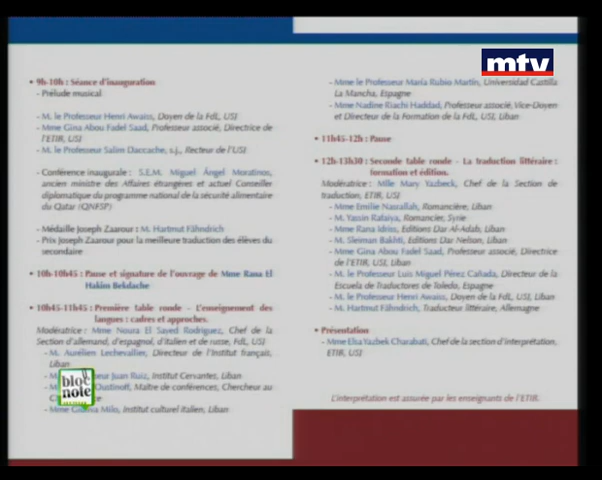 mtv
• 9h-10h : Séance d'inauguration
- Prélude musical
- M. le Professeur Henri Awaiss, Doyen de la FdL, USJ
- Mme Gina Abou Fadel Saad, Professeur associé, Directrice de
l'ETIB, USJ
- M. le Professeur Salim Daccache, s.j., Recteur de l'USJ
- Conférence inaugurale : S.E.M. Miguel Ángel Moratinos,
ancien ministre des Affaires étrangères et actuel Conseiller
diplomatique du programme national de la sécurité alimentaire
du Qatar (QNFSP)
- Médaille Joseph Zaarour : M. Hartmut Fähndrich
- Prix Joseph Zaarour pour la meilleure traduction des élèves du
secondaire
• 10h-10h45 : Pause et signature de l'ouvrage de Mme Rana El
Hakim Bekdache
• 10h45-11h45 : Première table ronde - L'enseignement des
langues : cadres et approches.
Modératrice : Mme Noura El Sayed Rodriguez, Chef de la
Section d'allemand, d'espagnol, d'italien et de russe, FdL, USJ
- M. Aurélien Lechevallier, Directeur de l'Institut français,
Liban
- M. Juan Ruiz, Institut Cervantes, Liban
- M. Oustinoff, Maître de conférences, Chercheur au
- Mme Milo, Institut culturel italien, Liban
bloc
note
- Mme le Professeur María Rubio Martín, Universidad Castilla
La Mancha, Espagne
- Mme Nadine Riachi Haddad, Professeur associé, Vice-Doyen
et Directeur de la Formation de la FdL, USJ, Liban
• 11h45-12h : Pause
• 12h-13h30 : Seconde table ronde - La traduction littéraire :
formation et édition.
Modératrice : Mlle Mary Yazbeck, Chef de la Section de
traduction, ETIB, USJ
- Mme Emilie Nasrallah, Romancière, Liban
- M. Yassin Rafaiya, Romancier, Syrie
- Mme Rana Idriss, Editions Dar Al-Adab, Liban
- M. Sleiman Bakhti, Editions Dar Nelson, Liban
- Mme Gina Abou Fadel Saad, Professeur associé, Directrice
de l'ETIB, USJ, Liban
- M. le Professeur Luis Miguel Pérez Cañada, Directeur de la
Escuela de Traductores de Toledo, Espagne
- M. le Professeur Henri Awaiss, Doyen de la FdL, USJ, Liban
- M. Hartmut Fähndrich, Traducteur littéraire, Allemagne
• Présentation
- Mme Elsa Yazbek Charabati, Chef de la section d'interprétation,
ETIB, USJ
L'interprétation est assurée par les enseignants de l'ETIB.